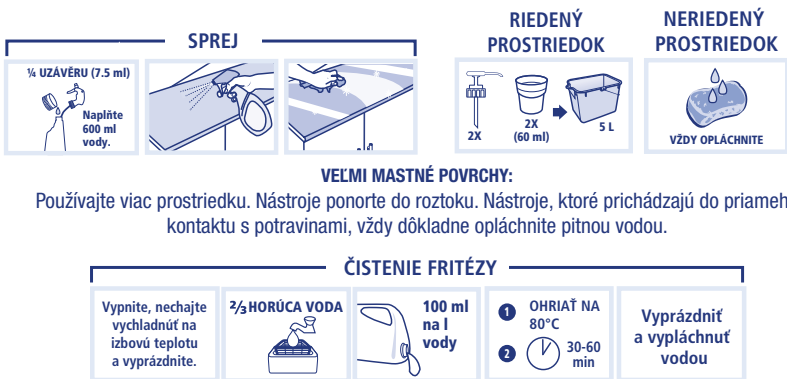 SPREJ
¼ UZÁVĚRU (7.5 ml)
Naplňte
600 ml
vody.
RIEDENÝ
PROSTRIEDOK
2X
2X
(60 ml)
5 L
NERIEDENÝ
PROSTRIEDOK
VŽDY OPLÁCHNITE
VEĽMI MASTNÉ POVRCHY:
Používajte viac prostriedku. Nástroje ponorte do roztoku. Nástroje, ktoré prichádzajú do priameh
kontaktu s potravinami, vždy dôkladne opláchnite pitnou vodou.
ČISTENIE FRITÉZY
Vypnite, nechajte
vychladnúť na
izbovú teplotu
a vyprázdnite.
⅔ HORÚCA VODA
100 ml
na l
vody
1 OHRIAŤ NA
80°C
2 30-60
min
Vyprázdniť
a vypláchnuť
vodou